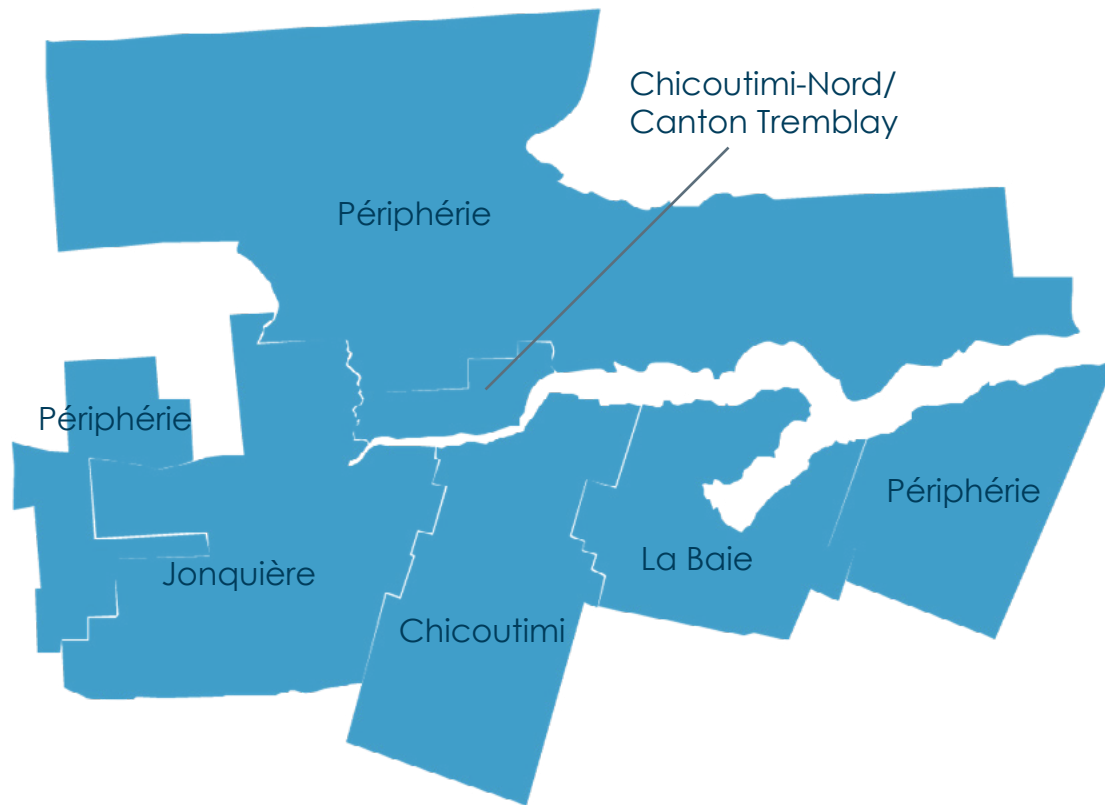 Chicoutimi-Nord/
Canton Tremblay
Périphérie
Périphérie
Périphérie
La Baie
Jonquière
Chicoutimi